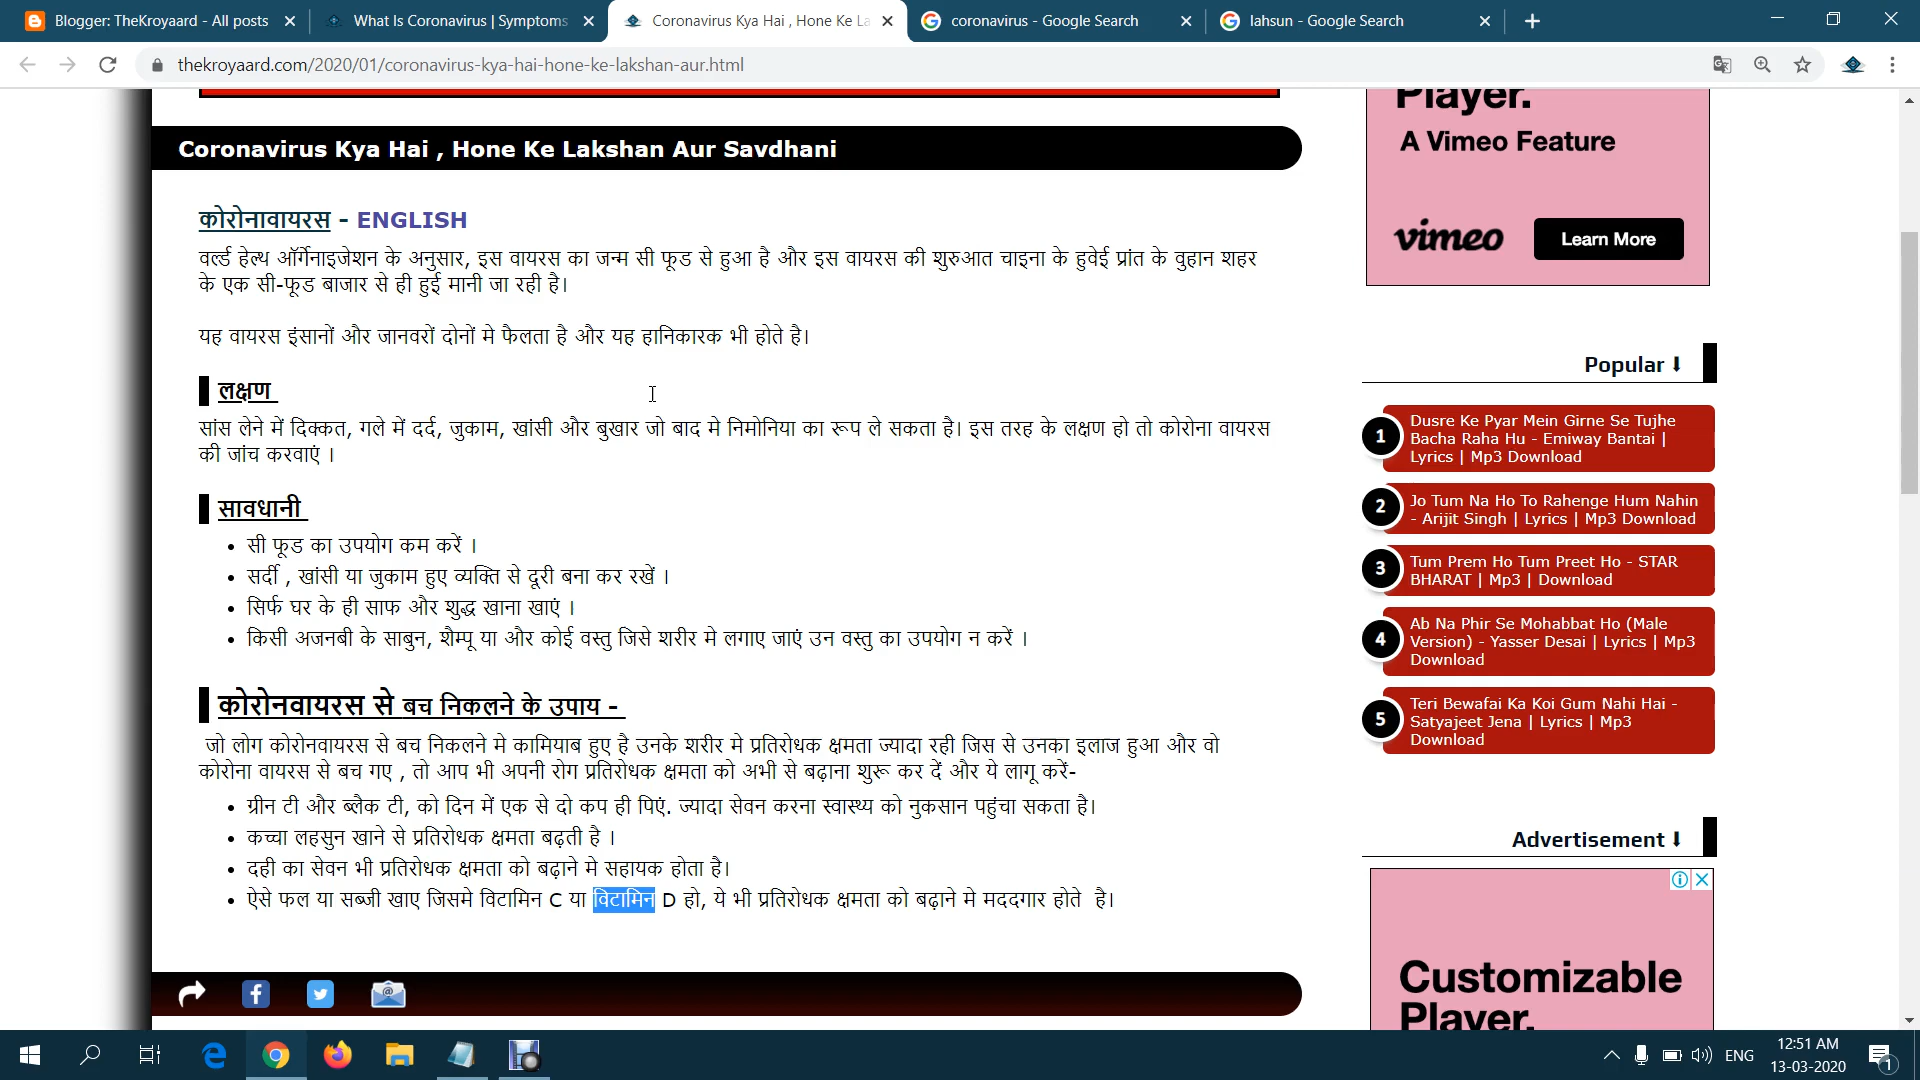 Blogger: TheKroyaard - All posts
What Is Coronavirus | Symptoms
Coronavirus Kya Hai , Hone Ke La
coronavirus - Google Search
lahsun - Google Search
thekroyaard.com/2020/01/coronavirus-kya-hai-hone-ke-lakshan-aur.html
Player.
A Vimeo Feature
vimeo
Learn More
Coronavirus Kya Hai , Hone Ke Lakshan Aur Savdhani
कोरोनावायरस - ENGLISH
वर्ल्ड हेल्थ ऑर्गेनाइजेशन के अनुसार, इस वायरस का जन्म सी फूड से हुआ है और इस वायरस की शुरुआत चाइना के हुवेई प्रांत के वुहान शहर
के एक सी-फूड बाजार से ही हुई मानी जा रही है।
यह वायरस इंसानों और जानवरों दोनों मे फैलता है और यह हानिकारक भी होते है।
लक्षण
सांस लेने में दिक्कत, गले में दर्द, जुकाम, खांसी और बुखार जो बाद मे निमोनिया का रूप ले सकता है। इस तरह के लक्षण हो तो कोरोना वायरस
की जांच करवाएं ।
सावधानी
• सी फूड का उपयोग कम करें ।
• सर्दी , खांसी या जुकाम हुए व्यक्ति से दूरी बना कर रखें ।
• सिर्फ घर के ही साफ और शुद्ध खाना खाएं ।
• किसी अजनबी के साबुन, शैम्पू या और कोई वस्तु जिसे शरीर मे लगाए जाएं उन वस्तु का उपयोग न करें ।
कोरोनवायरस से बच निकलने के उपाय -
जो लोग कोरोनवायरस से बच निकलने मे कामियाब हुए है उनके शरीर मे प्रतिरोधक क्षमता ज्यादा रही जिस से उनका इलाज हुआ और वो
कोरोना वायरस से बच गए , तो आप भी अपनी रोग प्रतिरोधक क्षमता को अभी से बढ़ाना शुरू कर दें और ये लागू करें-
• ग्रीन टी और ब्लैक टी, को दिन में एक से दो कप ही पिएं. ज्यादा सेवन करना स्वास्थ्य को नुकसान पहुंचा सकता है।
• कच्चा लहसुन खाने से प्रतिरोधक क्षमता बढ़ती है ।
• दही का सेवन भी प्रतिरोधक क्षमता को बढ़ाने मे सहायक होता है।
• ऐसे फल या सब्जी खाए जिसमे विटामिन C या विटामिन D हो, ये भी प्रतिरोधक क्षमता को बढ़ाने मे मददगार होते है।
Popular ⬇
1
Dusre Ke Pyar Mein Girne Se Tujhe
Bacha Raha Hu - Emiway Bantai |
Lyrics | Mp3 Download
2
Jo Tum Na Ho To Rahenge Hum Nahin
- Arijit Singh | Lyrics | Mp3 Download
3
Tum Prem Ho Tum Preet Ho - STAR
BHARAT | Mp3 | Download
4
Ab Na Phir Se Mohabbat Ho (Male
Version) - Yasser Desai | Lyrics | Mp3
Download
5
Teri Bewafai Ka Koi Gum Nahi Hai -
Satyajeet Jena | Lyrics | Mp3
Download
Advertisement ⬇
Customizable
Player.
ENG
12:51 AM
13-03-2020
1